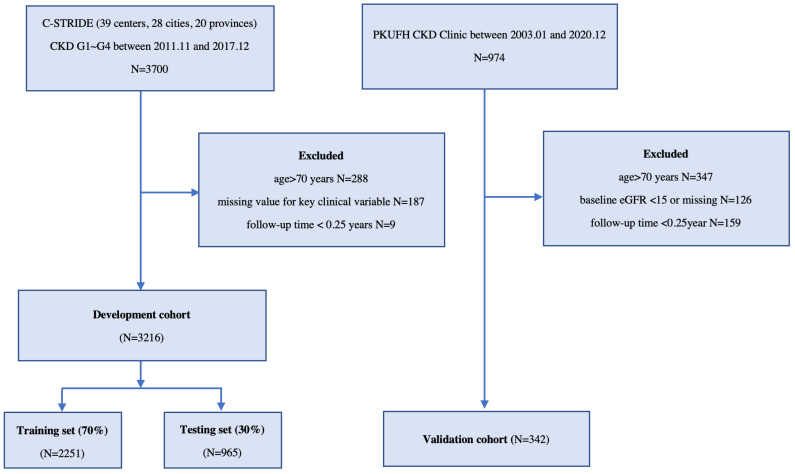 C-STRIDE (39 centers, 28 cities, 20 provinces)
CKD G1~G4 between 2011.11 and 2017.12
N=3700
PKUFH CKD Clinic between 2003.01 and 2020.12
N=974
Excluded
age>70 years N=288
missing value for key clinical variable N=187
follow-up time < 0.25 years N=9
Excluded
age>70 years N=347
baseline eGFR <15 or missing N=126
follow-up time <0.25year N=159
Development cohort
(N=3216)
Training set (70%)
(N=2251)
Testing set (30%)
(N=965)
Validation cohort (N=342)